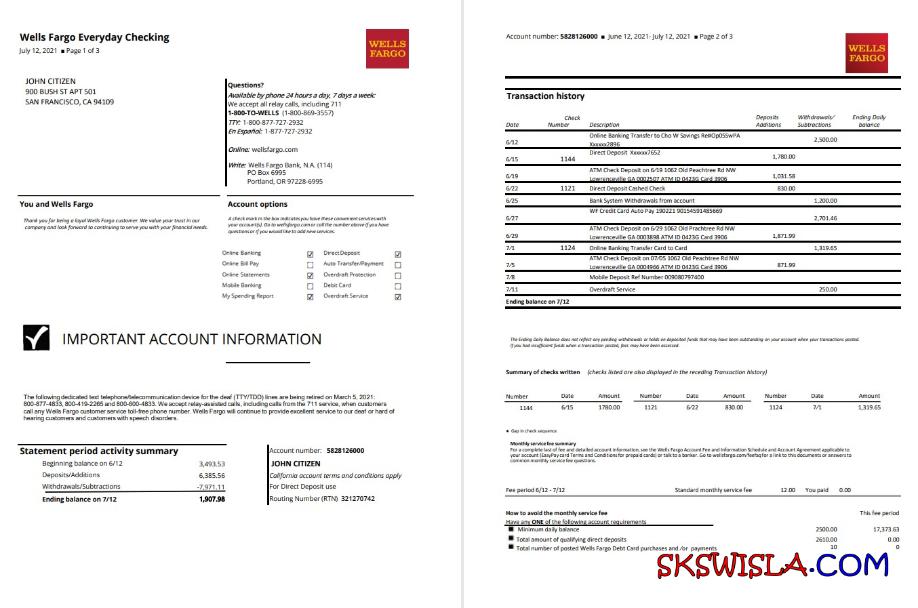 Wells Fargo Everyday Checking
July 12, 2021 ■ Page 1 of 3
WELLS
FARGO
JOHN CITIZEN
900 BUSH ST APT 501
SAN FRANCISCO, CA 94109
Questions?
Available by phone 24 hours a day, 7 days a week:
We accept all relay calls, including 711
1-800-TO-WELLS (1-800-869-3557)
TTY: 1-800-877-727-2932
En Español: 1-877-727-2932
Online: wellsfargo.com
Write: Wells Fargo Bank, N.A. (114)
PO Box 6995
Portland, OR 97228-6995
You and Wells Fargo
Thank you for being a loyal Wells Fargo customer. We value your trust in our
company and look forward to continuing to serve you with your financial needs.
Account options
A check mark in the box indicates you have these convenient services with
your account(s). Go to wellsfargo.com or call the number above if you have
questions or if you would like to add new services.
Online Banking ☑ Direct Deposit ☑
Online Bill Pay ☐ Auto Transfer/Payment ☐
Online Statements ☑ Overdraft Protection ☐
Mobile Banking ☐ Debit Card ☐
My Spending Report ☑ Overdraft Service ☑
IMPORTANT ACCOUNT INFORMATION
The following dedicated text telephone/telecommunication device for the deaf (TTY/TDD) lines are being retired on March 5, 2021:
800-877-4833, 800-419-2265 and 800-600-4833. We accept relay-assisted calls, including calls from the 711 service, when customers
call any Wells Fargo customer service toll-free phone number. Wells Fargo will continue to provide excellent service to our deaf or hard of
hearing customers and customers with speech disorders.
Statement period activity summary
Beginning balance on 6/12 3,493.53
Deposits/Additions 6,385.56
Withdrawals/Subtractions -7,971.11
Ending balance on 7/12 1,907.98
Account number: 5828126000
JOHN CITIZEN
California account terms and conditions apply
For Direct Deposit use
Routing Number (RTN) 321270742
Account number: 5828126000 ■ June 12, 2021- July 12, 2021 ■ Page 2 of 3
WELLS
FARGO
Transaction history
Date Check Number Description Deposits Additions Withdrawals/ Subtractions Ending Daily balance
6/12 Online Banking Transfer to Cho W Savings
Xxxxxx2896 2,500.00
6/15 1144 Direct Deposit Xxxxxx7652 1,780.00
6/19 ATM Check Deposit on 6/19 1062 Old Peachtree Rd NW
Lowrenceville GA 0002507 ATM ID 0423G Card 3906 1,031.58
6/22 1121 Direct Deposit Cashed Check 830.00
6/25 Bank System Withdrawals from account 1,200.00
6/27 WF Credit Card Auto Pay 190221 90154591485669 2,701.46
6/29 ATM Check Deposit on 6/29 1062 Old Peachtree Rd NW
Lowrenceville GA 0003898 ATM ID 0423G Card 3906 1,871.99
7/1 1124 Online Banking Transfer Card to Card 1,319.65
7/5 ATM Check Deposit on 07/05 1062 Old Peachtree Rd NW
Lowrenceville GA 0004966 ATM ID 0423G Card 3906 871.99
7/8 Mobile Deposit Ref Number 009080797400
7/11 Overdraft Service 250.00
Ending balance on 7/12
The Ending Daily Balance does not reflect any pending withdrawals or holds on deposited funds that may have been outstanding on your account when your transactions posted.
If you had insufficient funds when a transaction posted, fees may have been assessed.
Summary of checks written (checks listed are also displayed in the receding Transaction history)
Number Date Amount Number Date Amount Number Date Amount
1144 6/15 1780.00 1121 6/22 830.00 1124 7/1 1,319.65
● Gap in check sequence
Monthly service fee summary
For a complete list of fee and detailed account information, see the Wells Fargo Account Fee and Information Schedule and Account Agreement applicable to
your account (EasyPay card Terms and Conditions for prepaid cards) or talk to a banker. Go to wellsfargo.com/feefaq for a link to this documents or answers to
common monthly service fee questions.
Fee period 6/12 - 7/12 Standard monthly service fee 12.00 You paid 0.00
How to avoid the monthly service fee This fee period
Have any ONE of the following account requirements
■ Minimum daily balance 2500.00 17,373.63
■ Total amount of qualifying direct deposits 2610.00 0.00
■ Total number of posted Wells Fargo Debit Card purchases and /or payments 10 0
SKSWISLA.COM